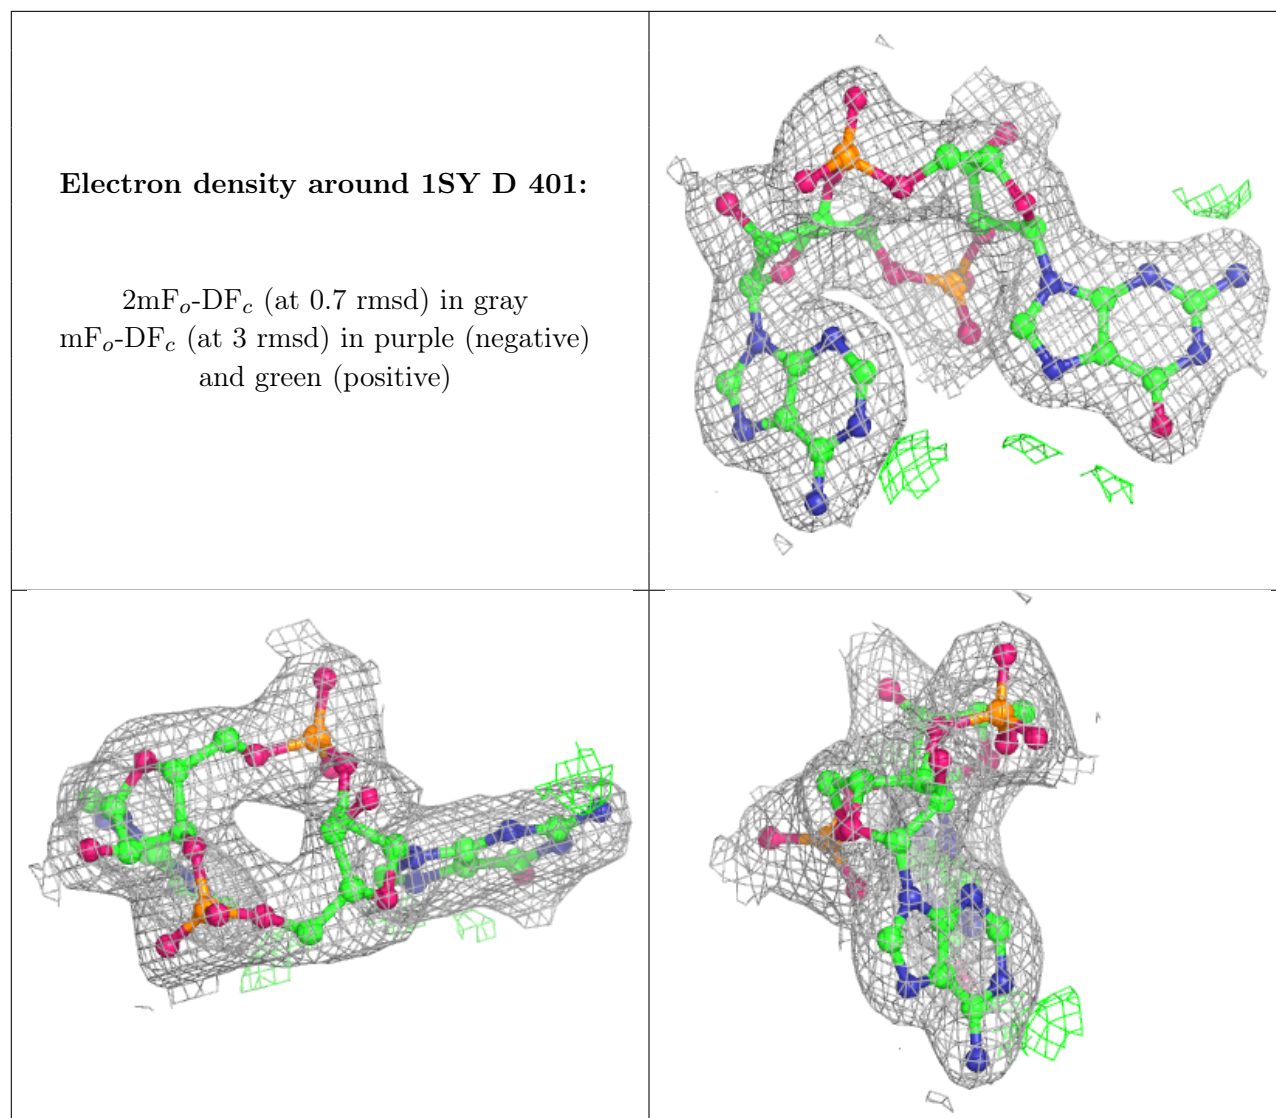 Electron density around 1SY D 401:
2mFo-DFc (at 0.7 rmsd) in gray
mFo-DFc (at 3 rmsd) in purple (negative)
and green (positive)